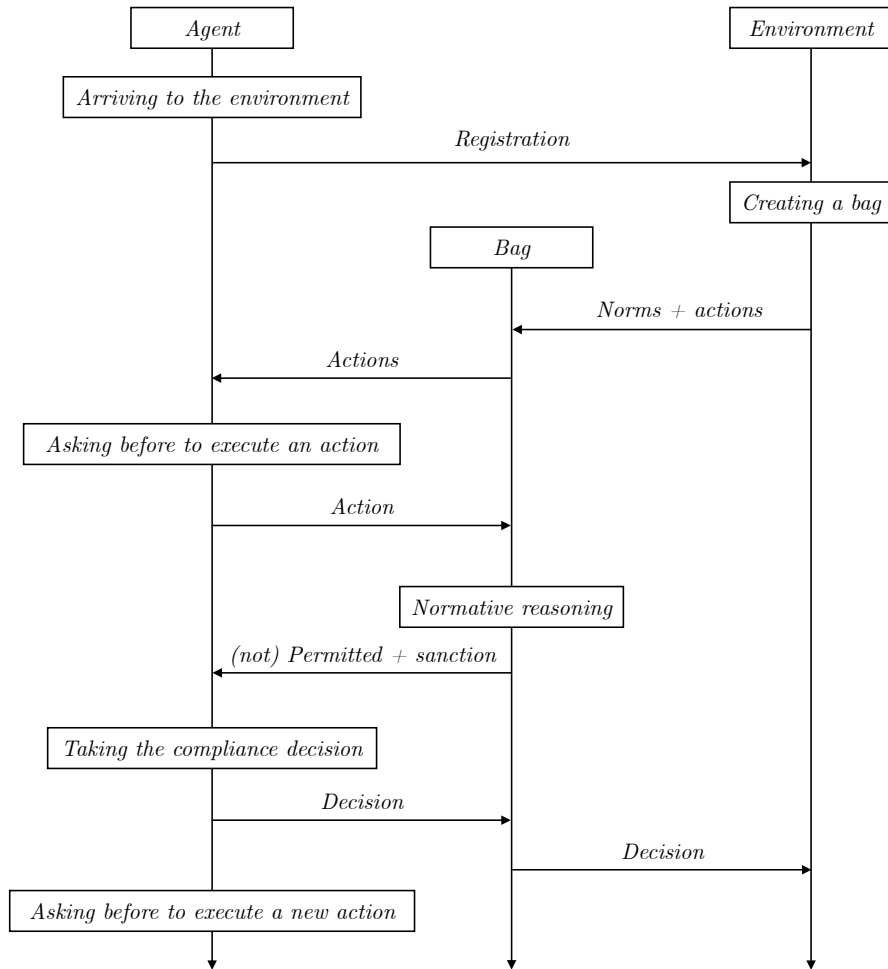 Agent
Environment
Arriving to the environment
Registration
Creating a bag
Bag
Norms + actions
Actions
Asking before to execute an action
Action
Normative reasoning
(not) Permitted + sanction
Taking the compliance decision
Decision
Decision
Asking before to execute a new action